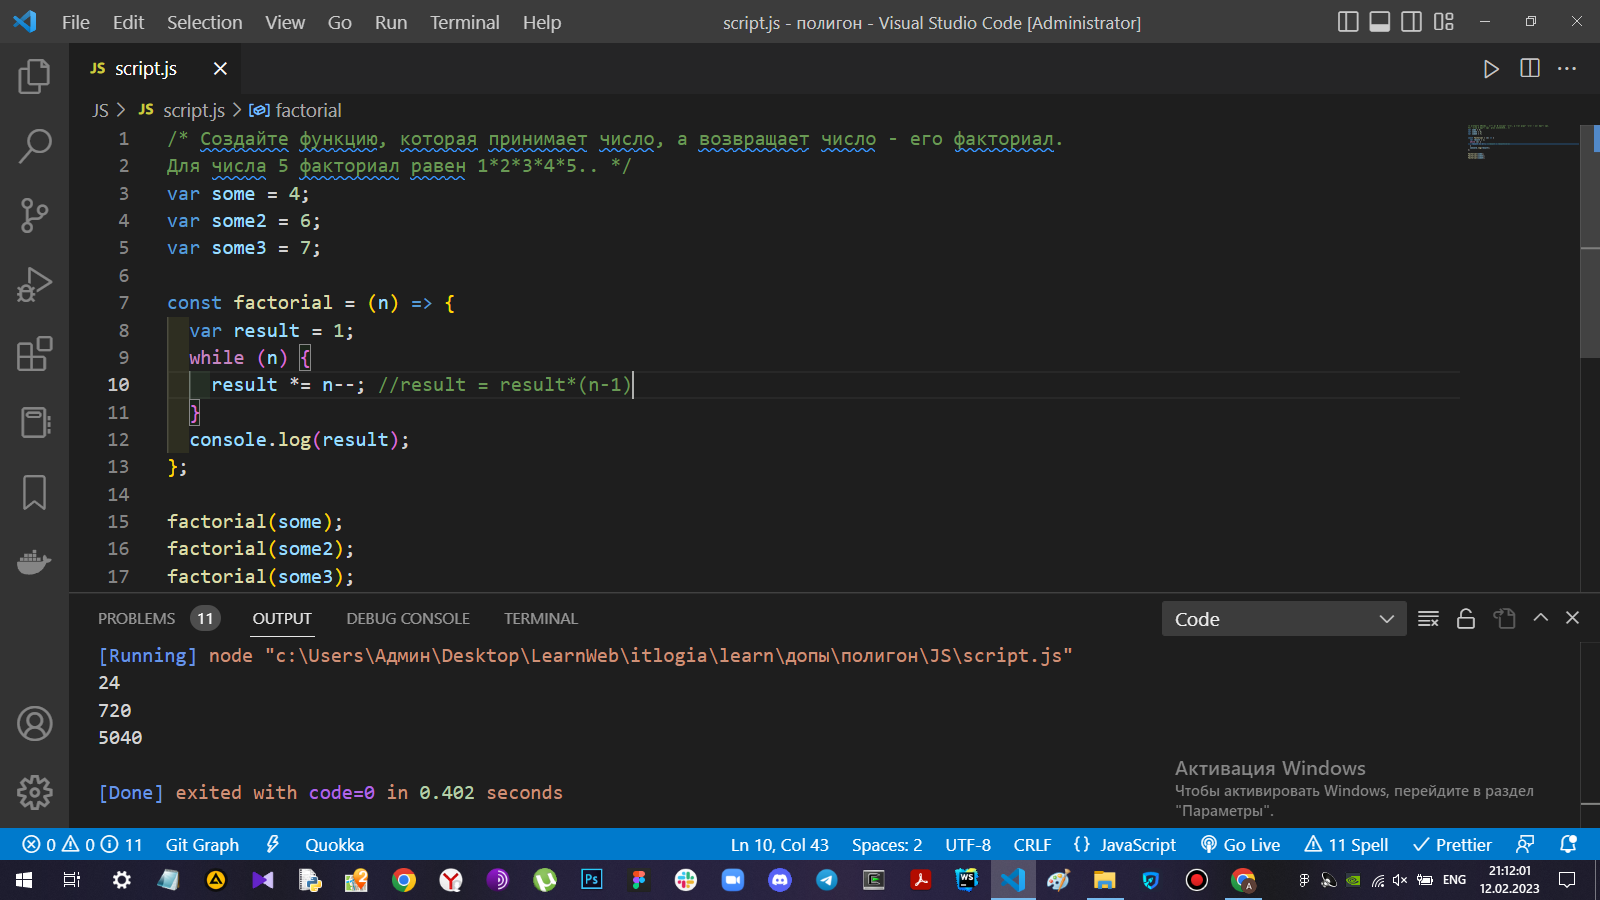 File Edit Selection View Go Run Terminal Help script.js - полигон - Visual Studio Code [Administrator]
JS script.js
JS > JS script.js > factorial
1 /* Создайте функцию, которая принимает число, а возвращает число - его факториал.
2 Для числа 5 факториал равен 1*2*3*4*5.. */
3 var some = 4;
4 var some2 = 6;
5 var some3 = 7;
6
7 const factorial = (n) => {
8 var result = 1;
9 while (n) {
10 result *= n--; //result = result*(n-1)
11 }
12 console.log(result);
13 };
14
15 factorial(some);
16 factorial(some2);
17 factorial(some3);
PROBLEMS 11 OUTPUT DEBUG CONSOLE TERMINAL Code
[Running] node "c:\Users\Админ\Desktop\LearnWeb\itlogia\learn\допы\полигон\JS\script.js"
24
720
5040
[Done] exited with code=0 in 0.402 seconds
Активация Windows
Чтобы активировать Windows, перейдите в раздел
"Параметры".
0 0 11 Git Graph Quokka Ln 10, Col 43 Spaces: 2 UTF-8 CRLF {} JavaScript Go Live 11 Spell Prettier
Ps WS A ENG 21:12:01
12.02.2023